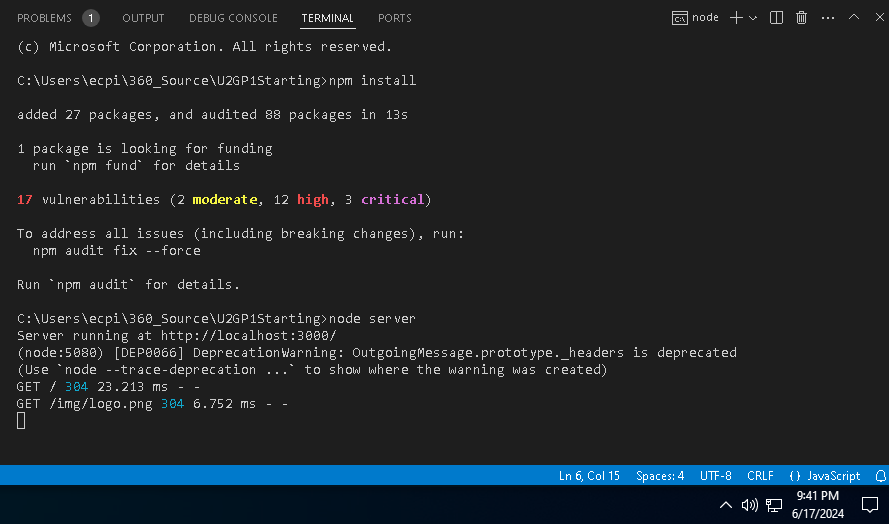 PROBLEMS 1 OUTPUT DEBUG CONSOLE TERMINAL PORTS node
(c) Microsoft Corporation. All rights reserved.
C:\Users\ecpi\360_Source\U2GP1Starting>npm install
added 27 packages, and audited 88 packages in 13s
1 package is looking for funding
run `npm fund` for details
17 vulnerabilities (2 moderate, 12 high, 3 critical)
To address all issues (including breaking changes), run:
npm audit fix --force
Run `npm audit` for details.
C:\Users\ecpi\360_Source\U2GP1Starting>node server
Server running at http://localhost:3000/
(node:5080) [DEP0066] DeprecationWarning: OutgoingMessage.prototype._headers is deprecated
(Use `node --trace-deprecation ...` to show where the warning was created)
GET / 304 23.213 ms - -
GET /img/logo.png 304 6.752 ms - -
Ln 6, Col 15 Spaces: 4 UTF-8 CRLF {} JavaScript
9:41 PM
6/17/2024